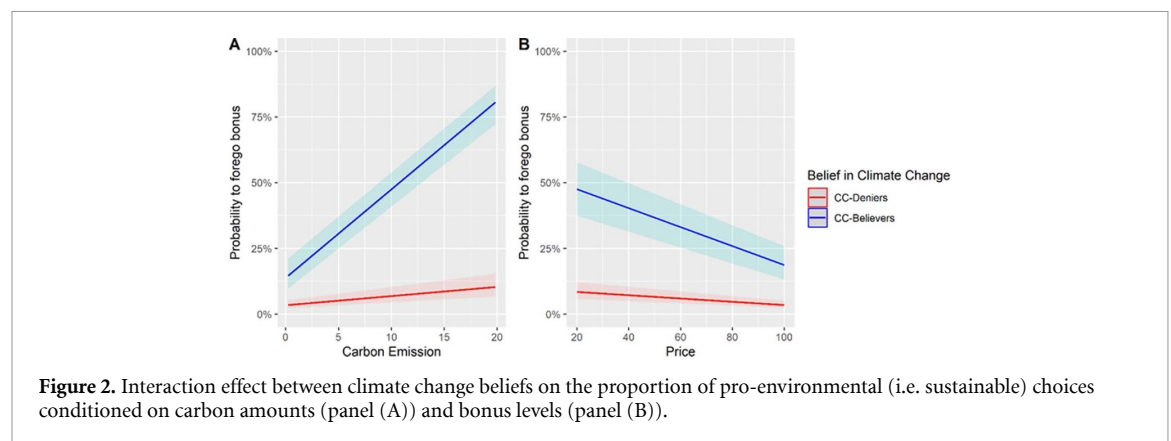 A
B
100%
75%
50%
25%
0%
Probability to forego bonus
0 5 10 15 20
Carbon Emission
100%
75%
50%
25%
0%
Probability to forego bonus
20 40 60 80 100
Price
Belief in Climate Change
CC-Deniers
CC-Believers
Figure 2. Interaction effect between climate change beliefs on the proportion of pro-environmental (i.e. sustainable) choices
conditioned on carbon amounts (panel (A)) and bonus levels (panel (B)).